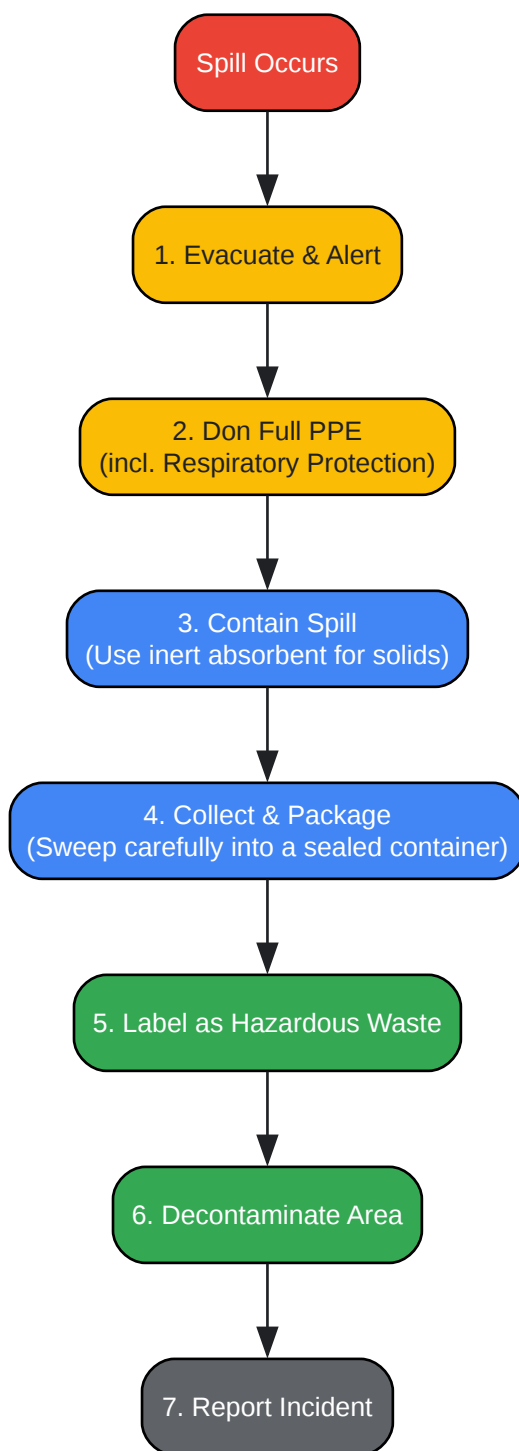 Spill Occurs
1. Evacuate & Alert
2. Don Full PPE
(incl. Respiratory Protection)
3. Contain Spill
(Use inert absorbent for solids)
4. Collect & Package
(Sweep carefully into a sealed container)
5. Label as Hazardous Waste
6. Decontaminate Area
7. Report Incident